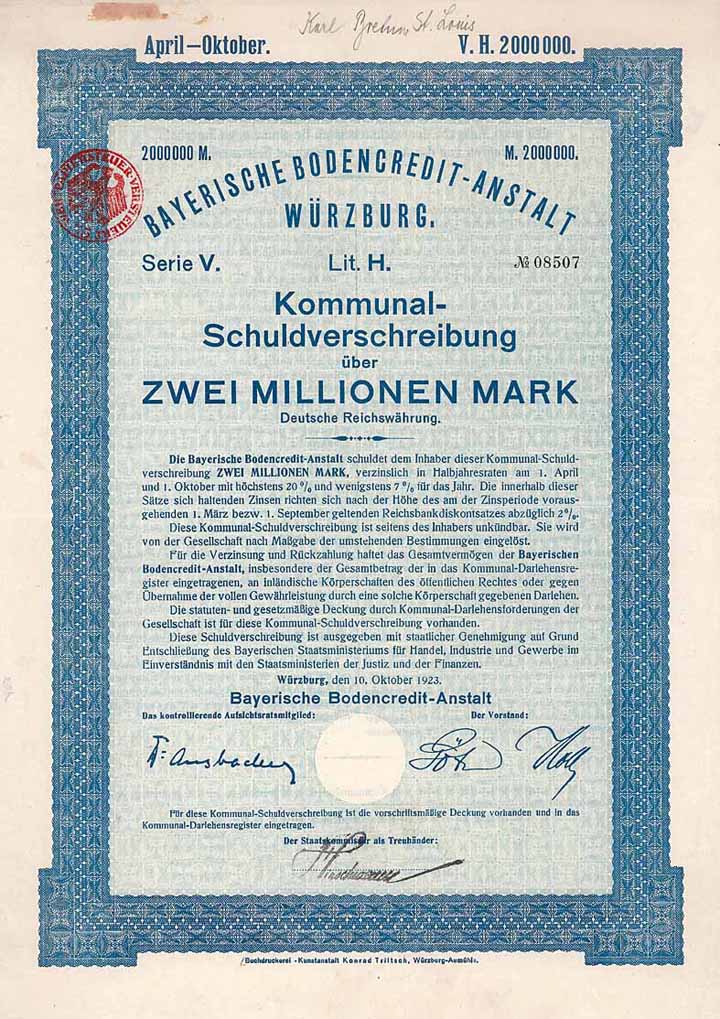 Karl Brehm St. Louis
April—Oktober. V. H. 2000000.
2000000 M. M. 2000000.
BAYERISCHE BODENCREDIT-ANSTALT
WÜRZBURG.
Serie V. Lit. H. № 08507
Kommunal-
Schuldverschreibung
über
ZWEI MILLIONEN MARK
Deutsche Reichswährung.
Die Bayerische Bodencredit-Anstalt schuldet dem Inhaber dieser Kommunal-Schuld-
verschreibung ZWEI MILLIONEN MARK, verzinslich in Halbjahresraten am 1. April
und 1. Oktober mit höchstens 20% und wenigstens 7% für das Jahr. Die innerhalb dieser
Sätze sich haltenden Zinsen richten sich nach der Höhe des am der Zinsperiode voraus-
gehenden 1. März bezw. 1. September geltenden Reichsbankdiskontsatzes abzüglich 2%.
Diese Kommunal-Schuldverschreibung ist seitens des Inhabers unkündbar. Sie wird
von der Gesellschaft nach Maßgabe der umstehenden Bestimmungen eingelöst.
Für die Verzinsung und Rückzahlung haftet das Gesamtvermögen der Bayerischen
Bodencredit-Anstalt, insbesondere der Gesamtbetrag der in das Kommunal-Darlehensre-
gister eingetragenen, an inländische Körperschaften des öffentlichen Rechtes oder gegen
Übernahme der vollen Gewährleistung durch eine solche Körperschaft gegebenen Darlehen.
Die statuten- und gesetzmäßige Deckung durch Kommunal-Darlehensforderungen der
Gesellschaft ist für diese Kommunal-Schuldverschreibung vorhanden.
Diese Schuldverschreibung ist ausgegeben mit staatlicher Genehmigung auf Grund
Entschließung des Bayerischen Staatsministeriums für Handel, Industrie und Gewerbe im
Einverständnis mit den Staatsministerien der Justiz und der Finanzen.
Würzburg, den 10. Oktober 1923.
Bayerische Bodencredit-Anstalt
Das kontrollierende Aufsichtsratsmitglied: Der Vorstand:
Für diese Kommunal-Schuldverschreibung ist die vorschriftsmäßige Deckung vorhanden und in das
Kommunal-Darlehensregister eingetragen.
Der Staatskommissär als Treuhänder:
Buchdruckerei - Kunstanstalt Konrad Triltsch, Würzburg-Aumühle.